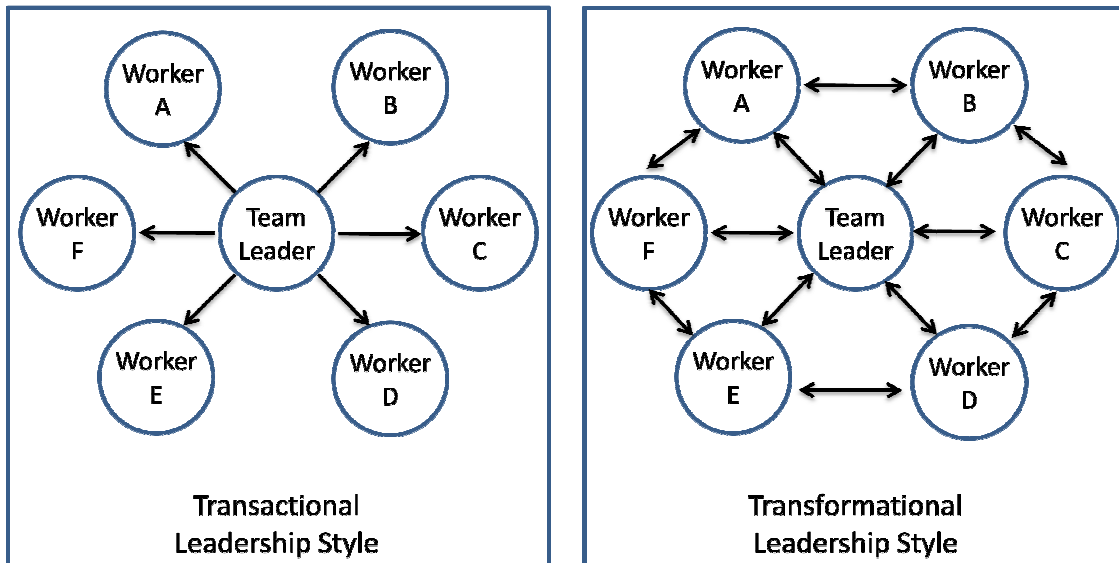 Worker
A
Worker
B
Worker
F
Team
Leader
Worker
C
Worker
E
Worker
D
Transactional
Leadership Style
Worker
A
Worker
B
Worker
F
Team
Leader
Worker
C
Worker
E
Worker
D
Transformational
Leadership Style